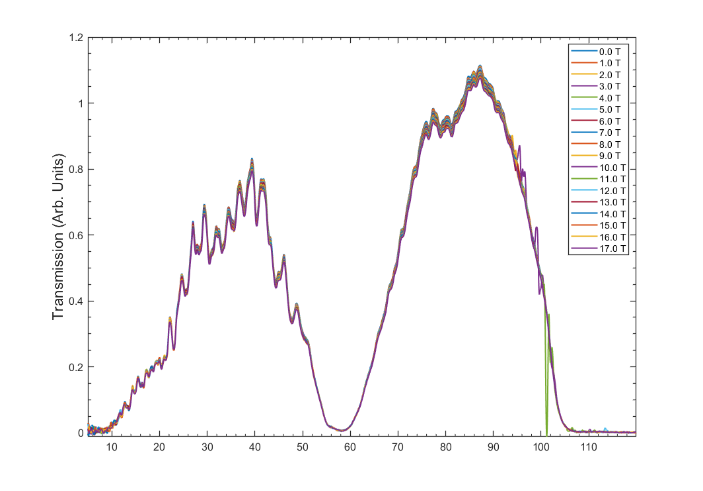 1.2
1
0.8
0.6
0.4
0.2
0
Transmission (Arb. Units)
10 20 30 40 50 60 70 80 90 100 110
0.0 T
1.0 T
2.0 T
3.0 T
4.0 T
5.0 T
6.0 T
7.0 T
8.0 T
9.0 T
10.0 T
11.0 T
12.0 T
13.0 T
14.0 T
15.0 T
16.0 T
17.0 T